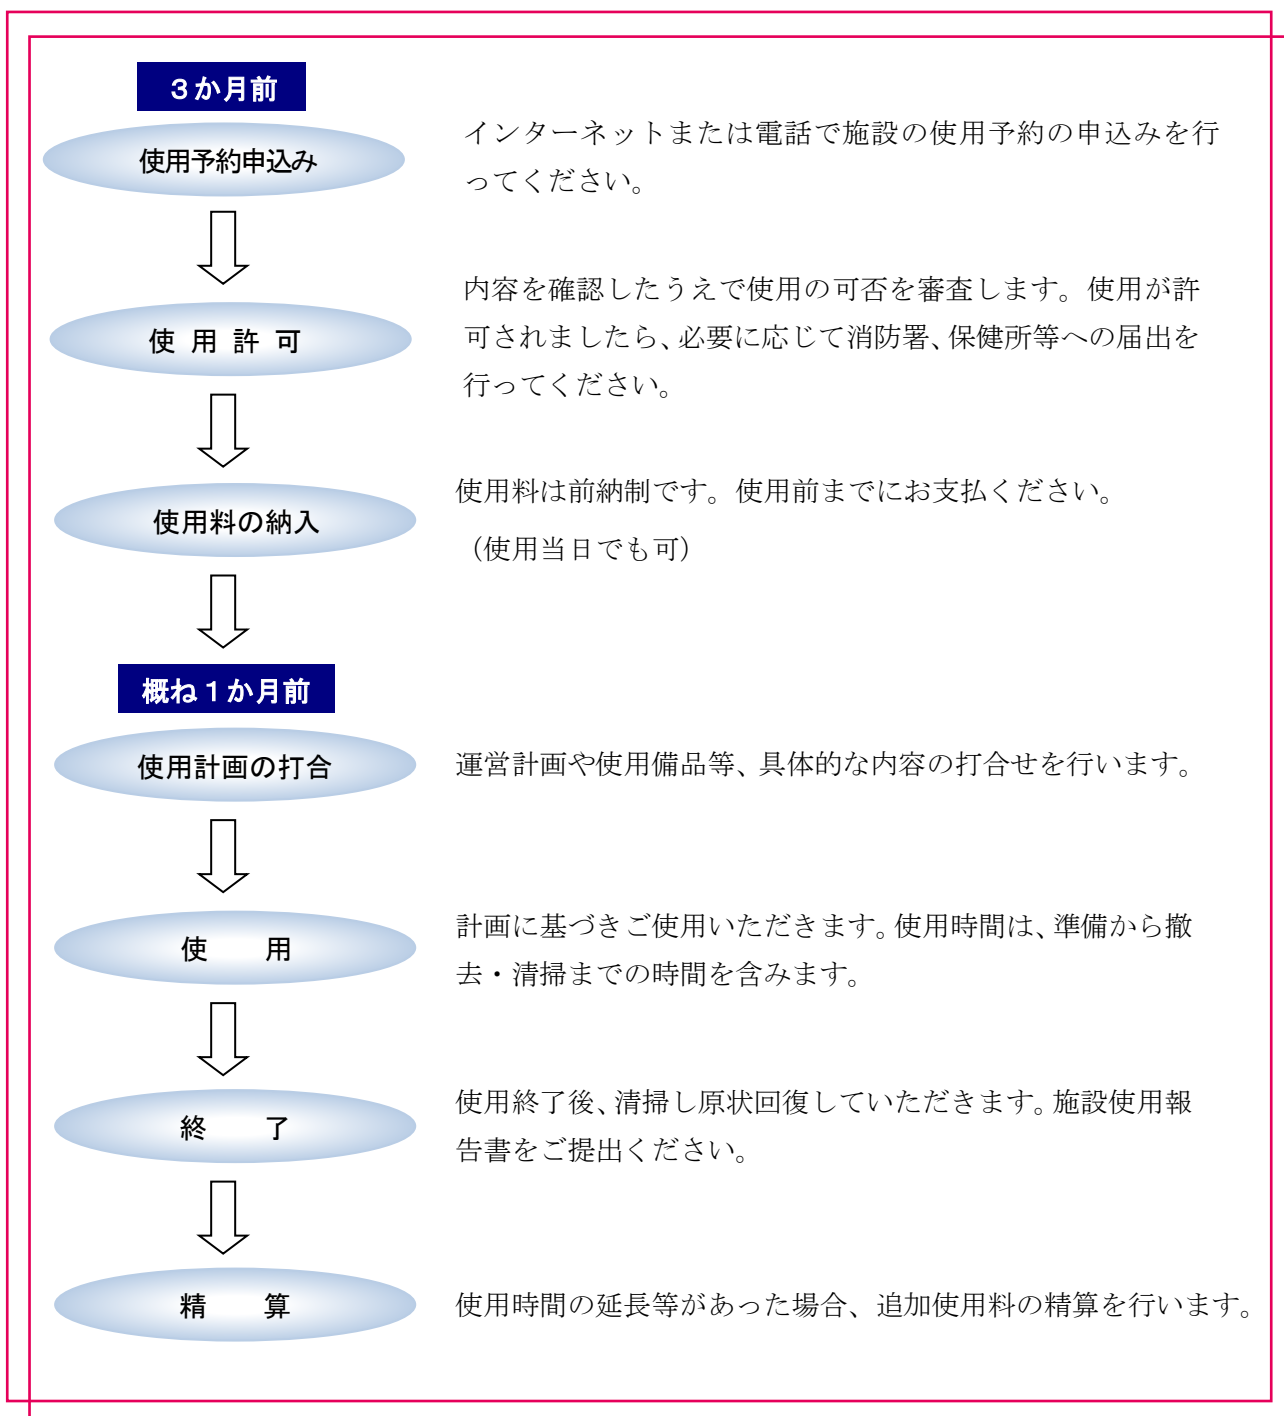 ３か月前
使用予約申込み
インターネットまたは電話で施設の使用予約の申込みを行
ってください。
使 用 許 可
内容を確認したうえで使用の可否を審査します。使用が許
可されましたら、必要に応じて消防署、保健所等への届出を
行ってください。
使用料の納入
使用料は前納制です。使用前までにお支払ください。
（使用当日でも可）
概ね１か月前
使用計画の打合
運営計画や使用備品等、具体的な内容の打合せを行います。
使　　用
計画に基づきご使用いただきます。使用時間は、準備から撤
去・清掃までの時間を含みます。
終　　了
使用終了後、清掃し原状回復していただきます。施設使用報
告書をご提出ください。
精　　算
使用時間の延長等があった場合、追加使用料の精算を行います。